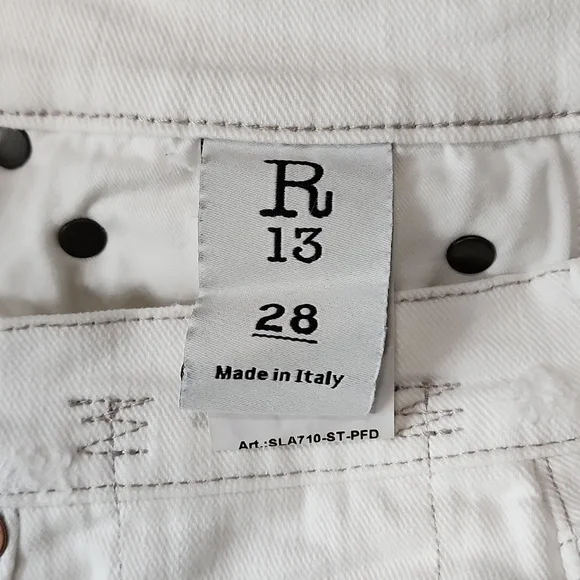 R
13
28
Made in Italy
Art.:SLA710-ST-PFD